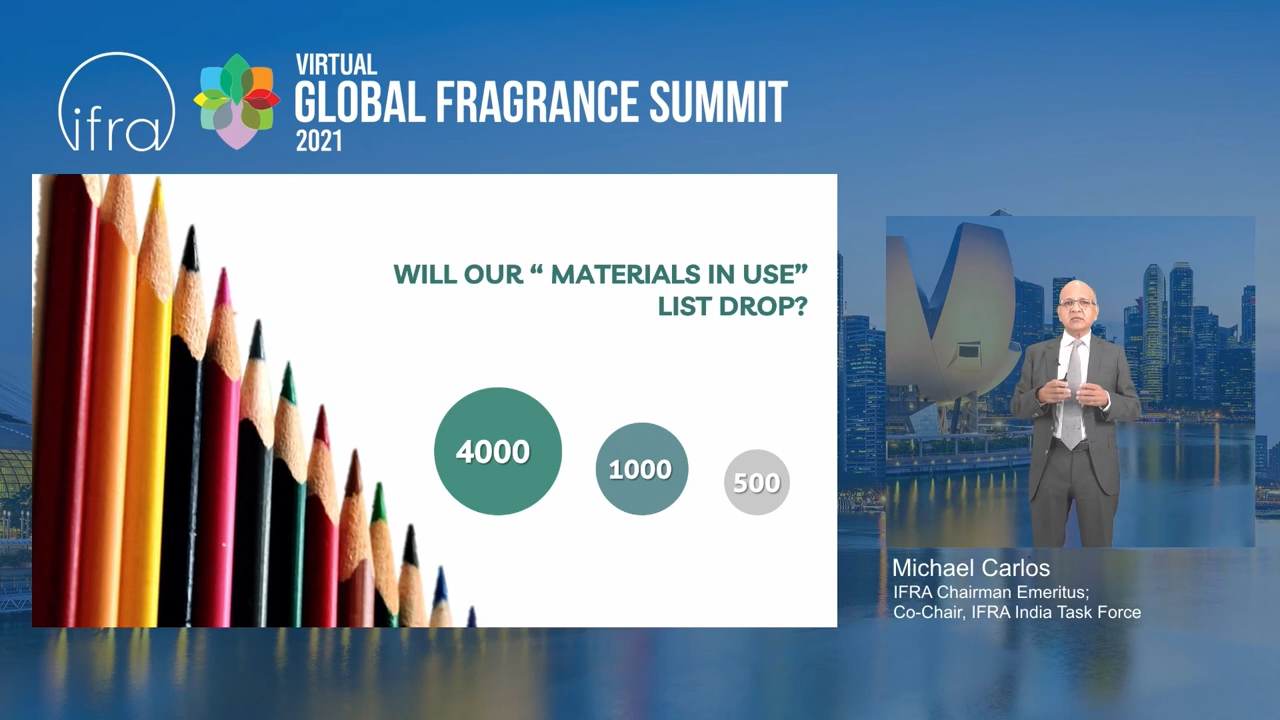 ifra
VIRTUAL
GLOBAL FRAGRANCE SUMMIT
2021
WILL OUR “ MATERIALS IN USE”
LIST DROP?
4000
1000
500
Michael Carlos
IFRA Chairman Emeritus;
Co-Chair, IFRA India Task Force